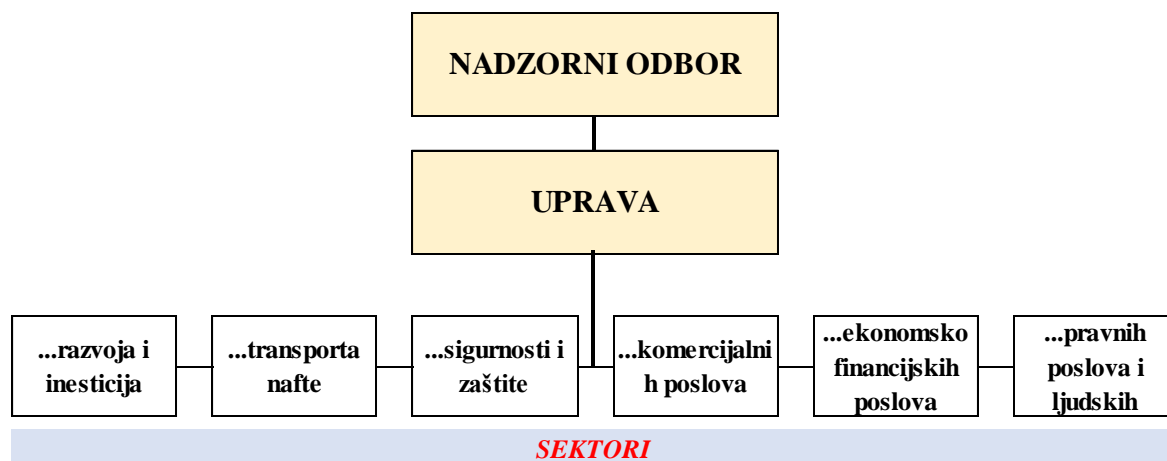 NADZORNI ODBOR
UPRAVA
...razvoja i
inesticija
...transporta
nafte
...sigurnosti i
zaštite
...komercijalni
h poslova
...ekonomsko
financijskih
poslova
...pravnih
poslova i
ljudskih
SEKTORI